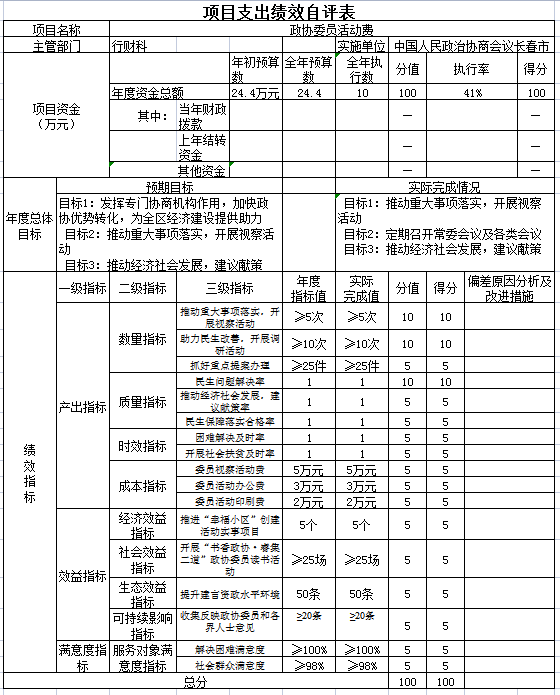 项目支出绩效自评表
项目名称 政协委员活动费
主管部门 行财科 实施单位 中国人民政治协商会议长春市
项目资金（万元） 年初预算数 全年预算数 全年执行数 分值 执行率 得分
年度资金总额 24.4万元 24.4 10 100 41% 100
其中: 当年财政拨款 — —
上年结转资金 — —
其他资金 — —
年度总体目标 预期目标 实际完成情况
目标1: 发挥专门协商机构作用，加快政协优势转化，为全区经济建设提供助力
目标2: 推动重大事项落实，开展视察活动
目标3: 推动经济社会发展，建议献策
目标1: 推动重大事项落实，开展视察活动
目标2: 定期召开常委会议及各类会议
目标3: 推动经济社会发展，建议献策
绩效指标 一级指标 二级指标 三级指标 年度指标值 实际完成值 分值 得分 偏差原因分析及改进措施
产出指标 数量指标 推动重大事项落实，开展视察活动 ≥5次 ≥5次 10 10
助力民生改善，开展调研活动 ≥10次 ≥10次 10 10
抓好重点提案办理 ≥25件 ≥25件 5 5
质量指标 民生问题解决率 1 1 10 10
推动经济社会发展，建议献策率 1 1 5 5
民生保障落实合格率 1 1 5 5
时效指标 困难解决及时率 1 1 5 5
开展社会扶贫及时率 1 1 5 5
成本指标 委员视察活动费 5万元 5万元 5 5
委员活动办公费 3万元 3万元 5 5
委员活动印刷费 2万元 2万元 5 5
效益指标 经济效益指标 推进“幸福小区”创建活动实事项目 5个 5个 5 5
社会效益指标 开展“书香政协·睿集二道”政协委员读书活动 ≥25场 ≥25场 5 5
生态效益指标 提升建言资政水平环境 50条 50条 5 5
可持续影响指标 收集反映政协委员和各界人士意见 ≥20条 ≥20条 5 5
满意度指标 服务对象满意度指标 解决困难满意度 ≥100% ≥100% 5 5
社会群众满意度 ≥98% ≥98% 5 5
总分 100 100